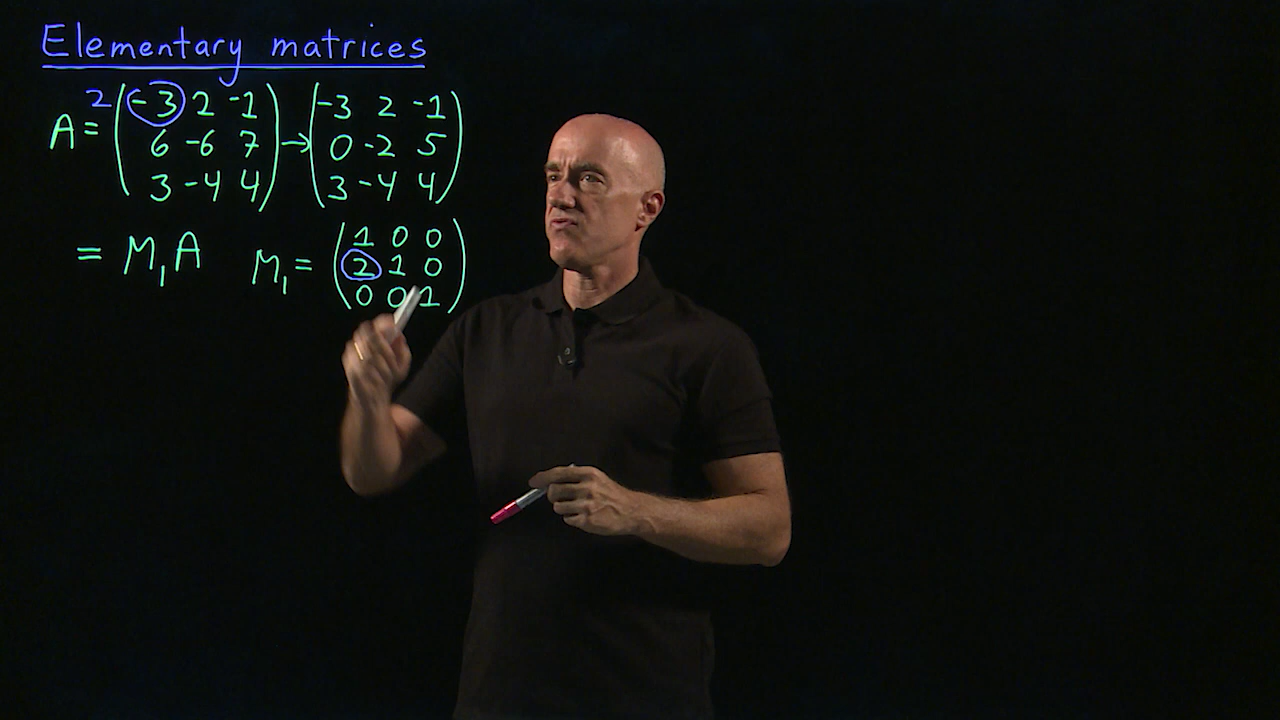 Elementary matrices
2
A = (-3 2 -1 → (-3 2 -1
6 -6 7 0 -2 5
3 -4 4) 3 -4 4)
= M₁A M₁ = (1 0 0
2 1 0
0 0 1)